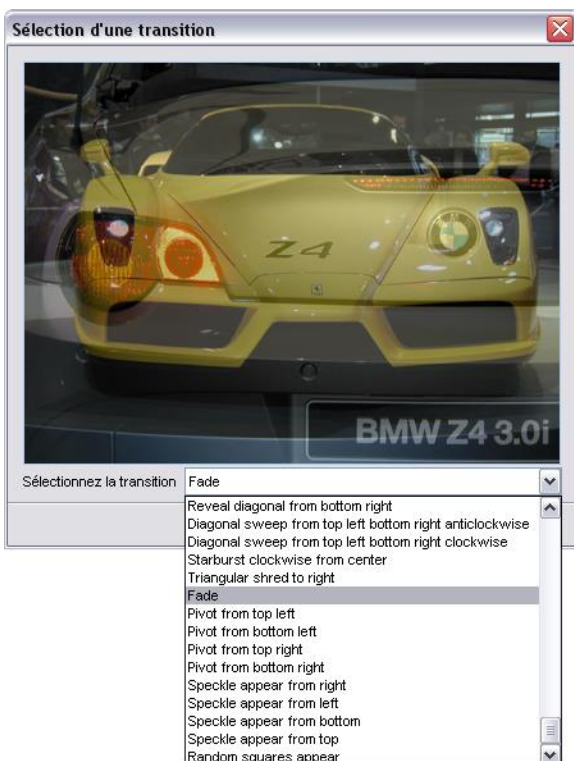 Sélection d'une transition
Z4
BMW Z4 3.0i
Sélectionnez la transition Fade
Reveal diagonal from bottom right
Diagonal sweep from top left bottom right anticlockwise
Diagonal sweep from top left bottom right clockwise
Starburst clockwise from center
Triangular shred to right
Fade
Pivot from top left
Pivot from bottom left
Pivot from top right
Pivot from bottom right
Speckle appear from right
Speckle appear from left
Speckle appear from bottom
Speckle appear from top
Random squares appear